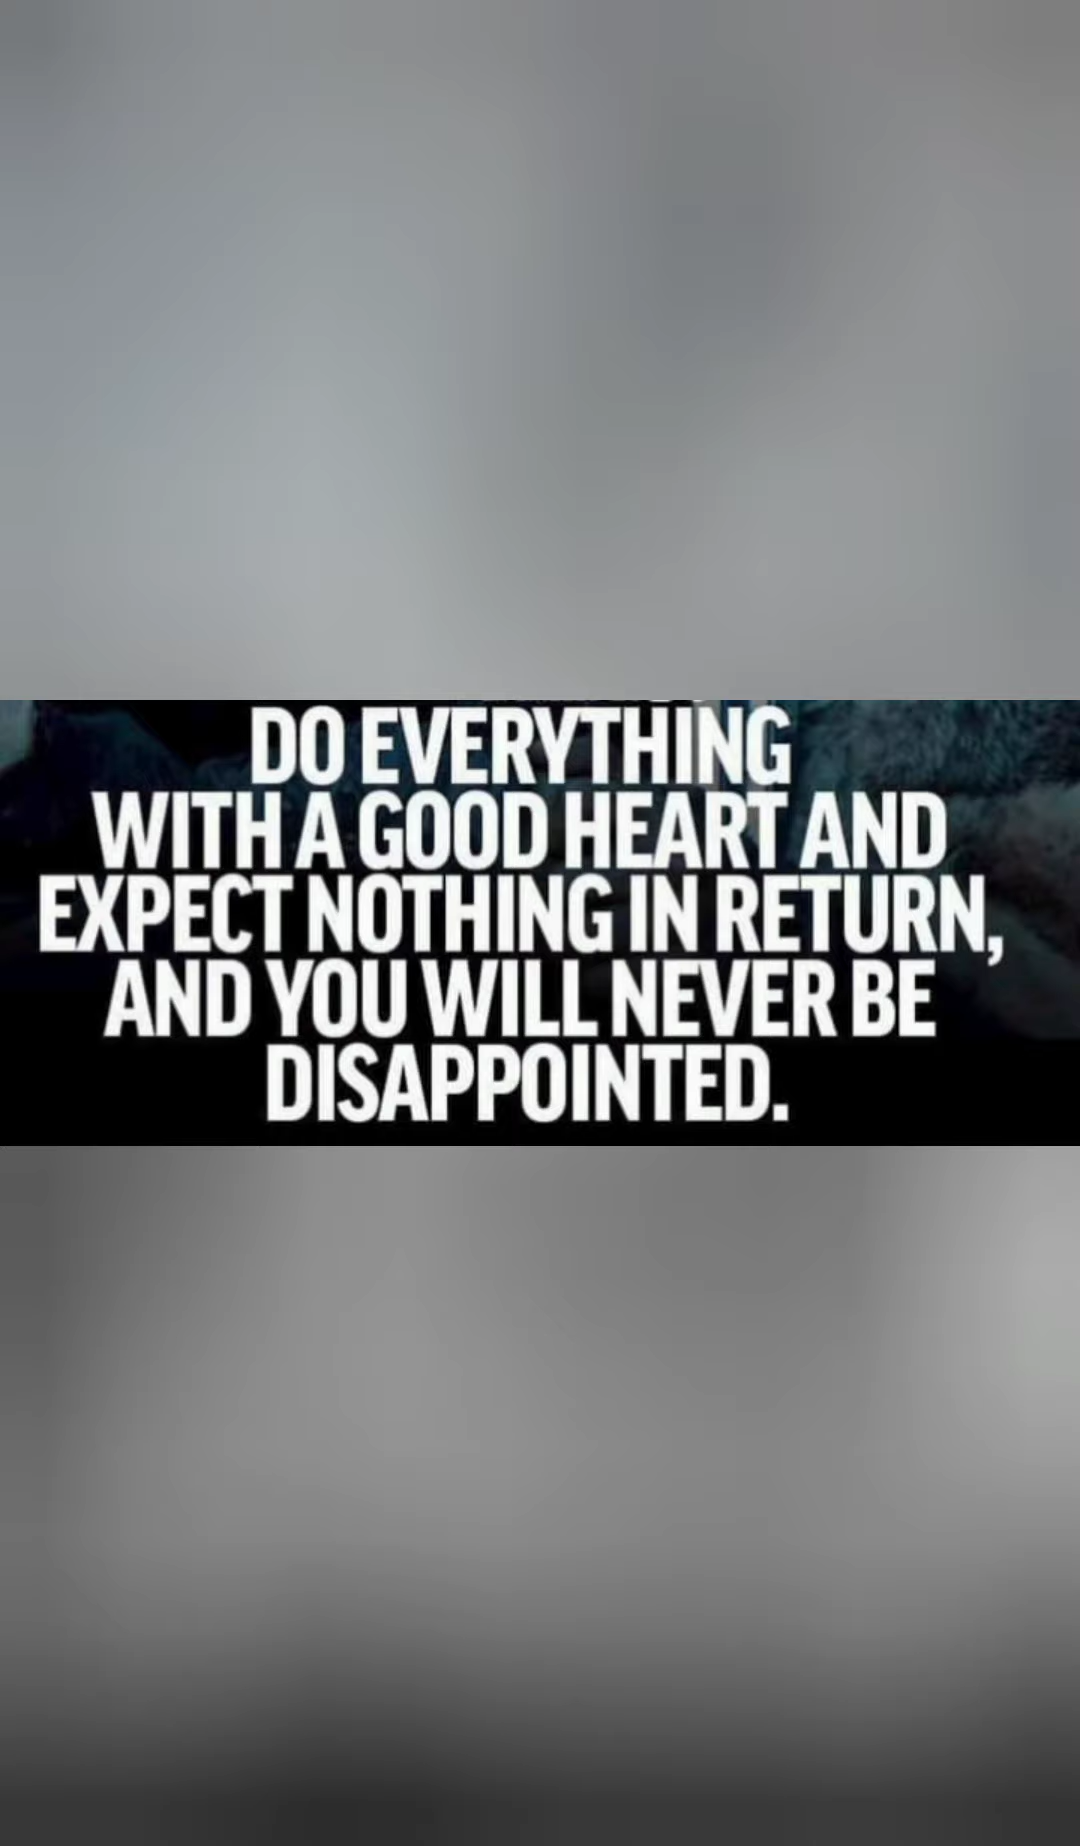 DO EVERYTHING
WITH A GOOD HEART AND
EXPECT NOTHING IN RETURN,
AND YOU WILL NEVER BE
DISAPPOINTED.